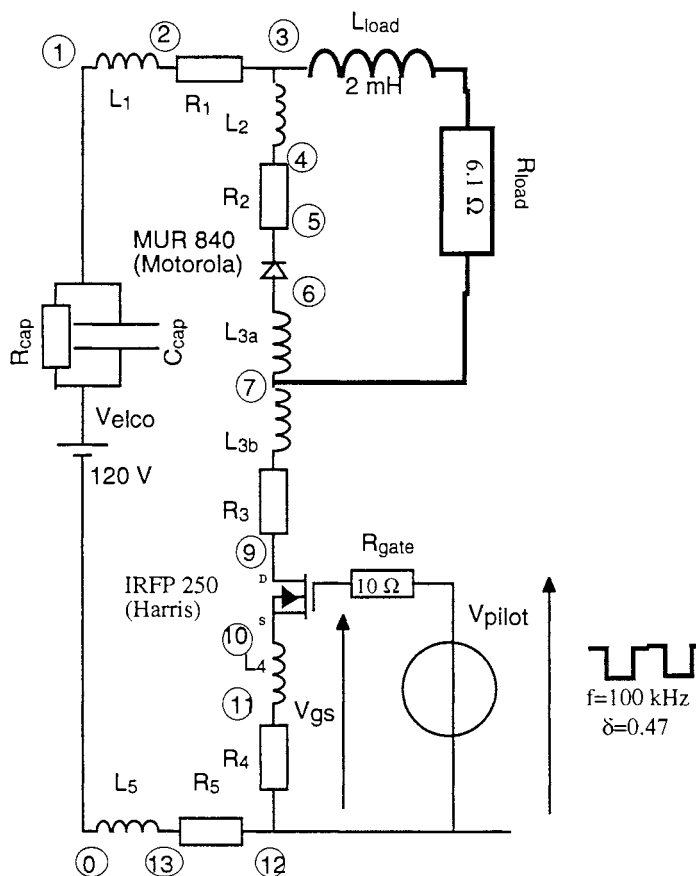 1
2
3
L1
R1
Lload
2 mH
L2
4
R2
5
6.1 Ω
Rload
MUR 840
(Motorola)
6
Rcap
Ccap
L3a
7
Velco
120 V
L3b
R3
9
Rgate
10 Ω
IRFP 250
(Harris)
D
S
Vpilot
10
L4
11
Vgs
f=100 kHz
δ=0.47
R4
L5
R5
0
13
12